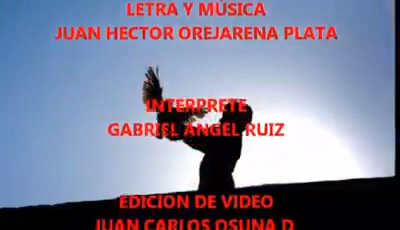 LETRA Y MÚSICA
JUAN HECTOR OREJARENA PLATA
INTERPRETE
GABRIEL ANGEL RUIZ
EDICION DE VIDEO
JUAN CARLOS OSUNA D